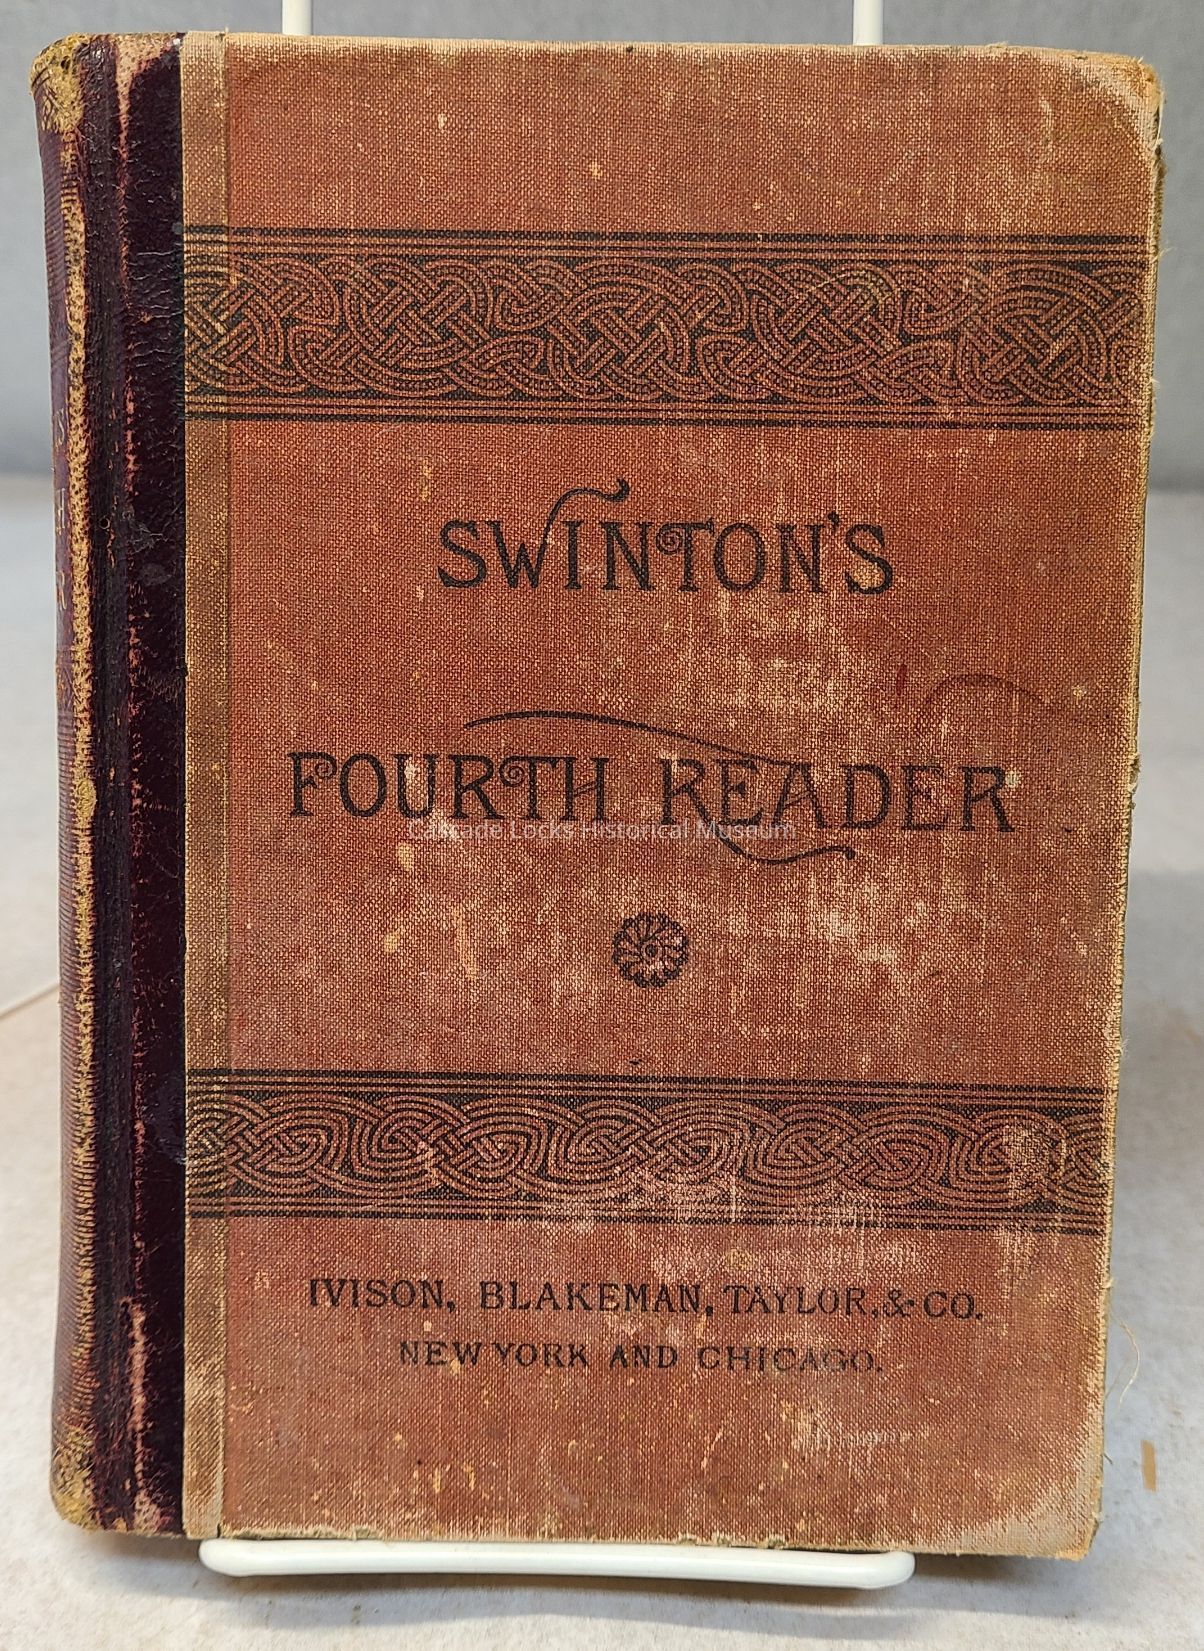 SWINTON'S
FOURTH READER
Cascade Locks Historical Museum
IVISON, BLAKEMAN, TAYLOR, & CO.
NEW YORK AND CHICAGO.